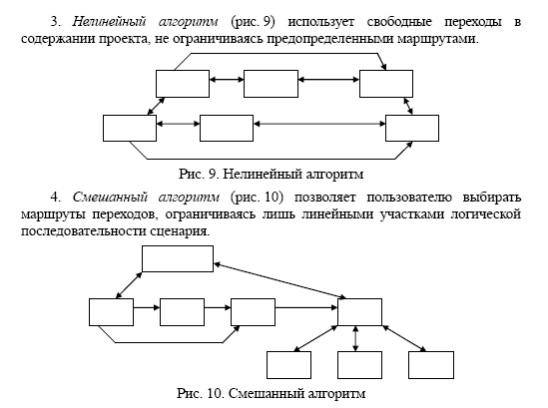 3. Нелинейный алгоритм (рис. 9) использует свободные переходы в
содержании проекта, не ограничиваясь предопределенными маршрутами.
Рис. 9. Нелинейный алгоритм
4. Смешанный алгоритм (рис. 10) позволяет пользователю выбирать
маршруты переходов, ограничиваясь лишь линейными участками логической
последовательности сценария.
Рис. 10. Смешанный алгоритм